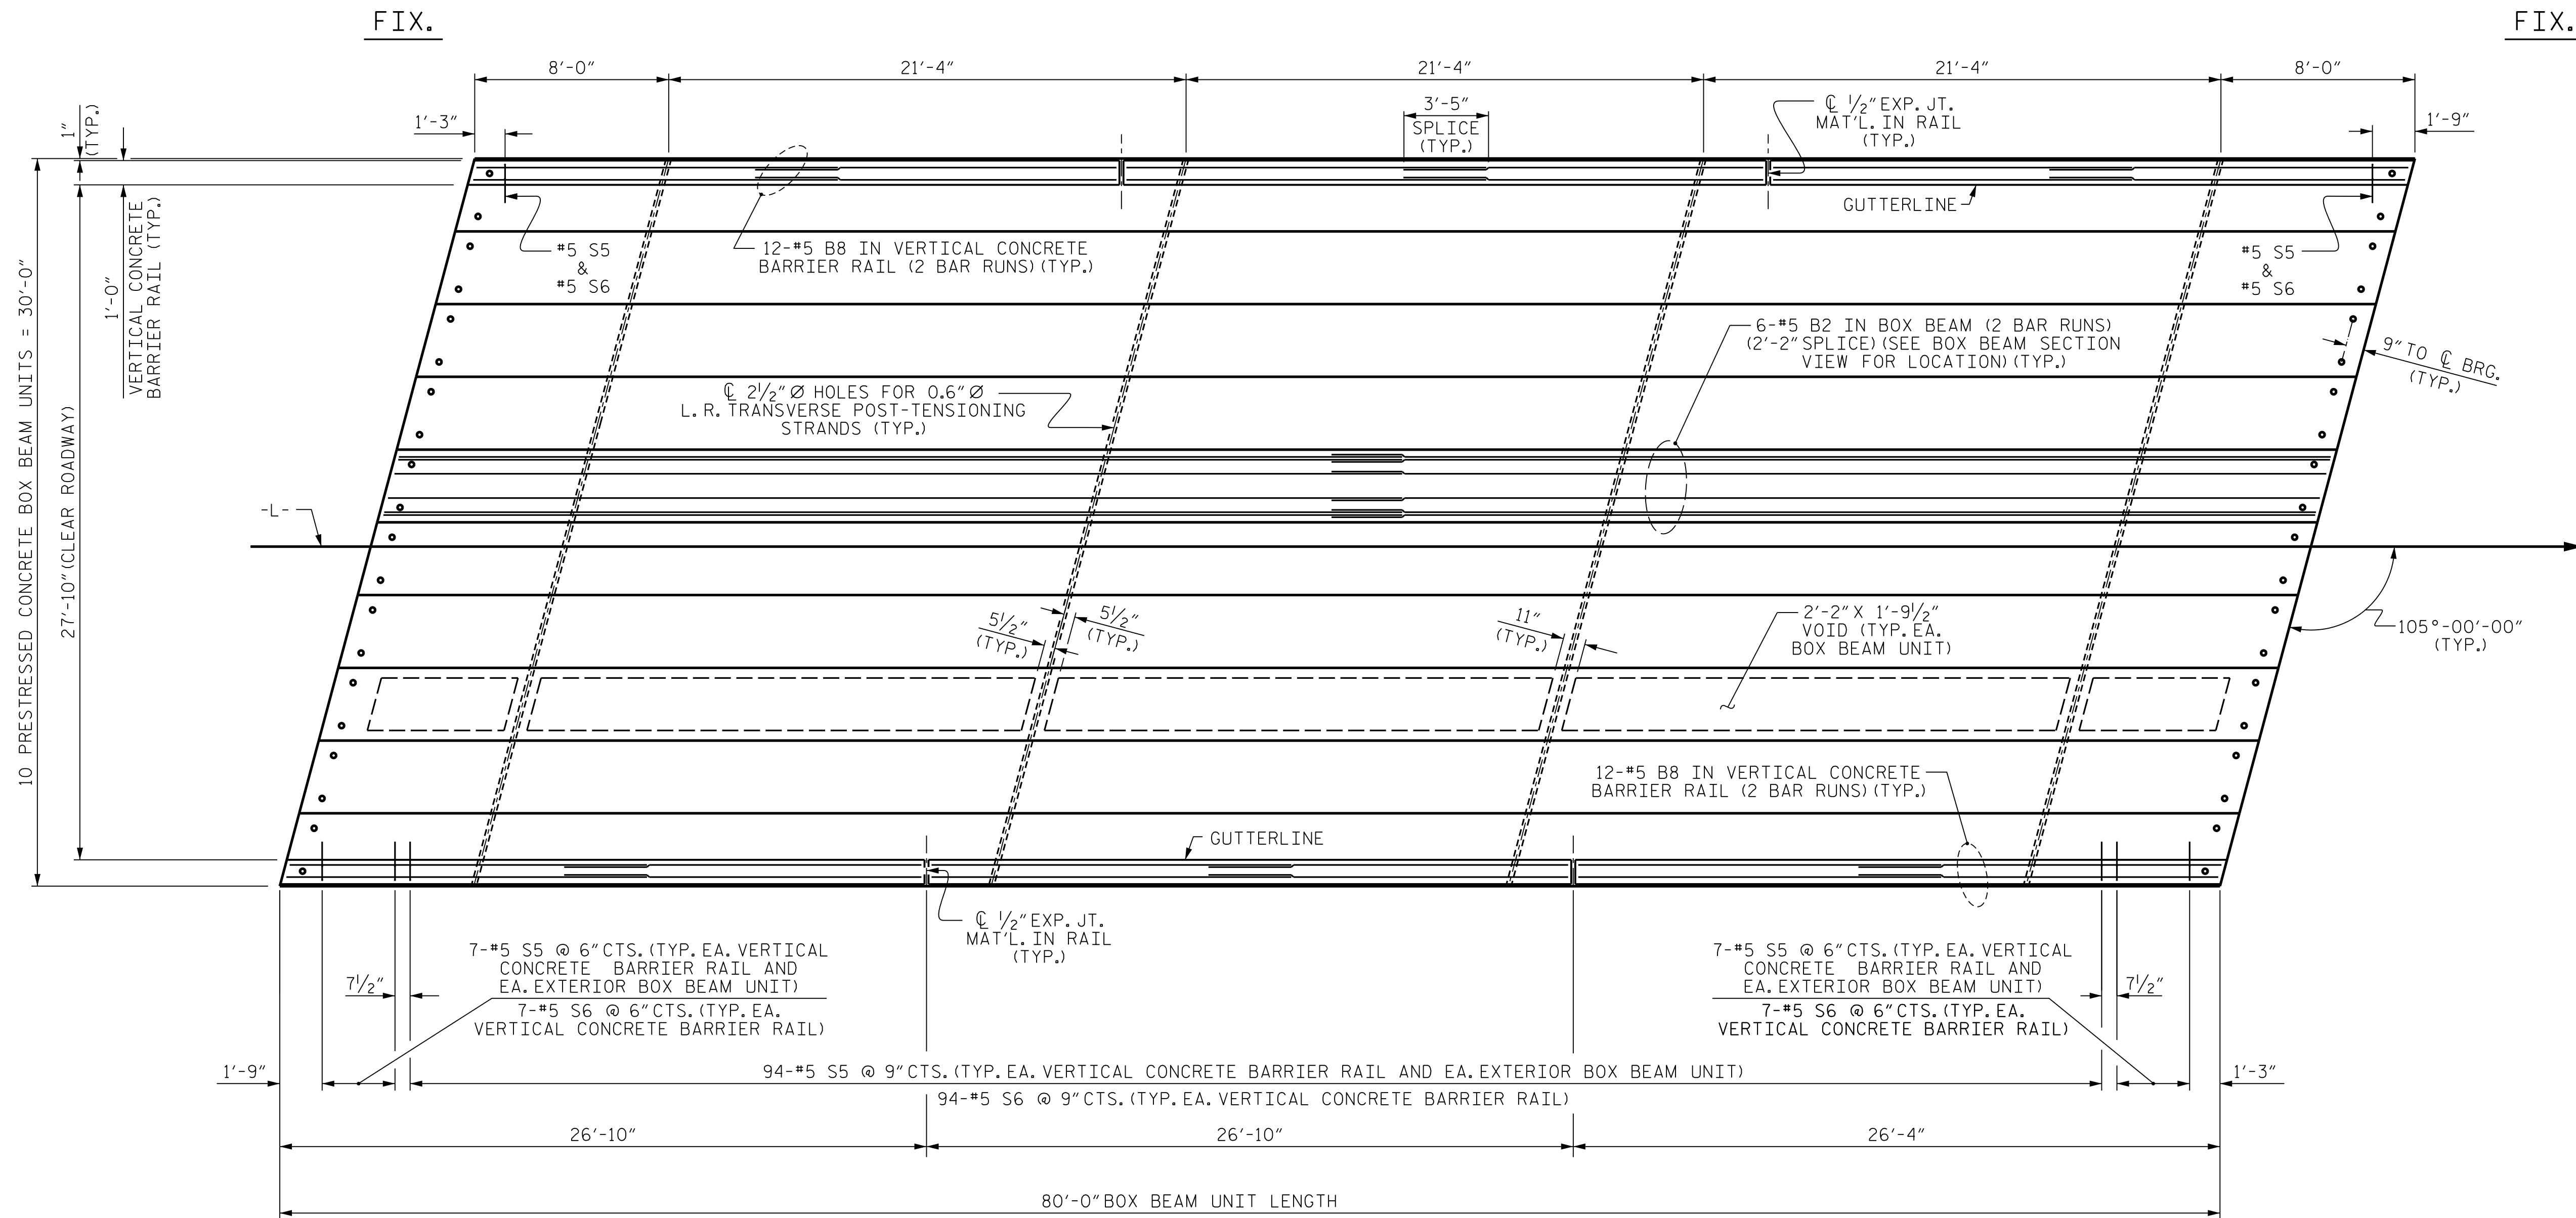 FIX.
FIX.
8'-0"
21'-4"
21'-4"
21'-4"
8'-0"
1"
(TYP.)
1'-3"
3'-5"
SPLICE
(TYP.)
℄ 1/2" EXP. JT.
MAT'L. IN RAIL
(TYP.)
1'-9"
GUTTERLINE
1'-0"
VERTICAL CONCRETE
BARRIER RAIL (TYP.)
#5 S5
&
#5 S6
12-#5 B8 IN VERTICAL CONCRETE
BARRIER RAIL (2 BAR RUNS) (TYP.)
#5 S5
&
#5 S6
10 PRESTRESSED CONCRETE BOX BEAM UNITS = 30'-0"
27'-10" (CLEAR ROADWAY)
6-#5 B2 IN BOX BEAM (2 BAR RUNS)
(2'-2" SPLICE) (SEE BOX BEAM SECTION
VIEW FOR LOCATION) (TYP.)
9" TO ℄ BRG.
(TYP.)
℄ 2 1/2" Ø HOLES FOR 0.6" Ø
L. R. TRANSVERSE POST-TENSIONING
STRANDS (TYP.)
-L-
5 1/2"
(TYP.)
5 1/2"
(TYP.)
11"
(TYP.)
2'-2" X 1'-9 1/2"
VOID (TYP. EA.
BOX BEAM UNIT)
105°-00'-00"
(TYP.)
12-#5 B8 IN VERTICAL CONCRETE
BARRIER RAIL (2 BAR RUNS) (TYP.)
GUTTERLINE
℄ 1/2" EXP. JT.
MAT'L. IN RAIL
(TYP.)
7-#5 S5 @ 6" CTS. (TYP. EA. VERTICAL
CONCRETE BARRIER RAIL AND
EA. EXTERIOR BOX BEAM UNIT)
7-#5 S6 @ 6" CTS. (TYP. EA.
VERTICAL CONCRETE BARRIER RAIL)
7 1/2"
7-#5 S5 @ 6" CTS. (TYP. EA. VERTICAL
CONCRETE BARRIER RAIL AND
EA. EXTERIOR BOX BEAM UNIT)
7-#5 S6 @ 6" CTS. (TYP. EA.
VERTICAL CONCRETE BARRIER RAIL)
7 1/2"
1'-9"
94-#5 S5 @ 9" CTS. (TYP. EA. VERTICAL CONCRETE BARRIER RAIL AND EA. EXTERIOR BOX BEAM UNIT)
94-#5 S6 @ 9" CTS. (TYP. EA. VERTICAL CONCRETE BARRIER RAIL)
1'-3"
26'-10"
26'-10"
26'-4"
80'-0" BOX BEAM UNIT LENGTH